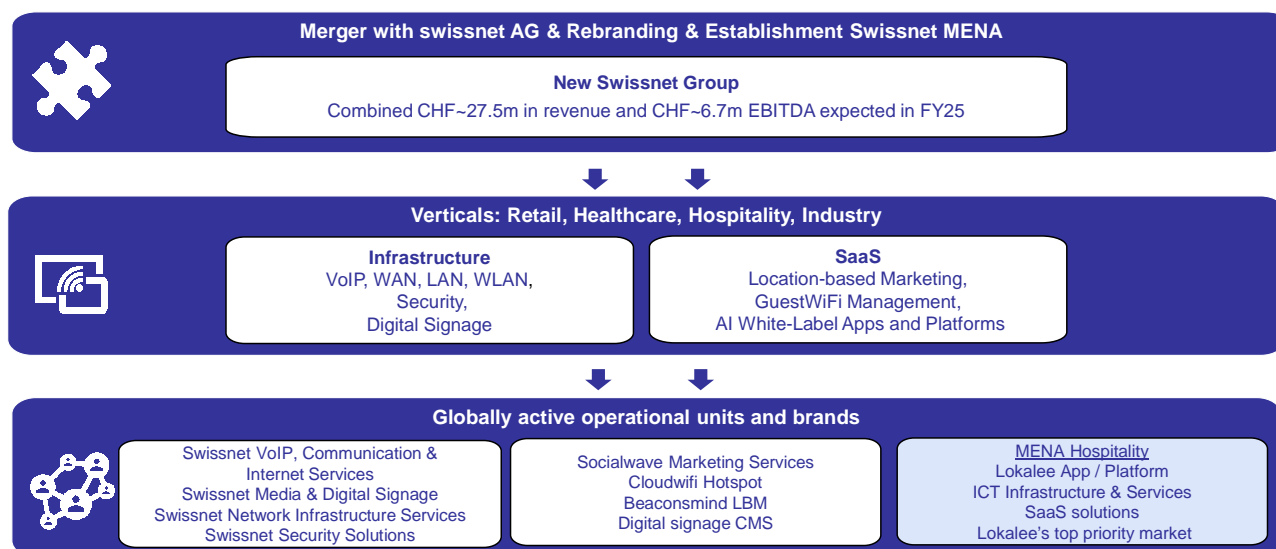 Merger with swissnet AG & Rebranding & Establishment Swissnet MENA
New Swissnet Group
Combined CHF~27.5m in revenue and CHF~6.7m EBITDA expected in FY25
Verticals: Retail, Healthcare, Hospitality, Industry
Infrastructure
VoIP, WAN, LAN, WLAN,
Security,
Digital Signage
SaaS
Location-based Marketing,
GuestWiFi Management,
AI White-Label Apps and Platforms
Globally active operational units and brands
Swissnet VoIP, Communication &
Internet Services
Swissnet Media & Digital Signage
Swissnet Network Infrastructure Services
Swissnet Security Solutions
Socialwave Marketing Services
Cloudwifi Hotspot
Beaconsmind LBM
Digital signage CMS
MENA Hospitality
Lokalee App / Platform
ICT Infrastructure & Services
SaaS solutions
Lokalee's top priority market